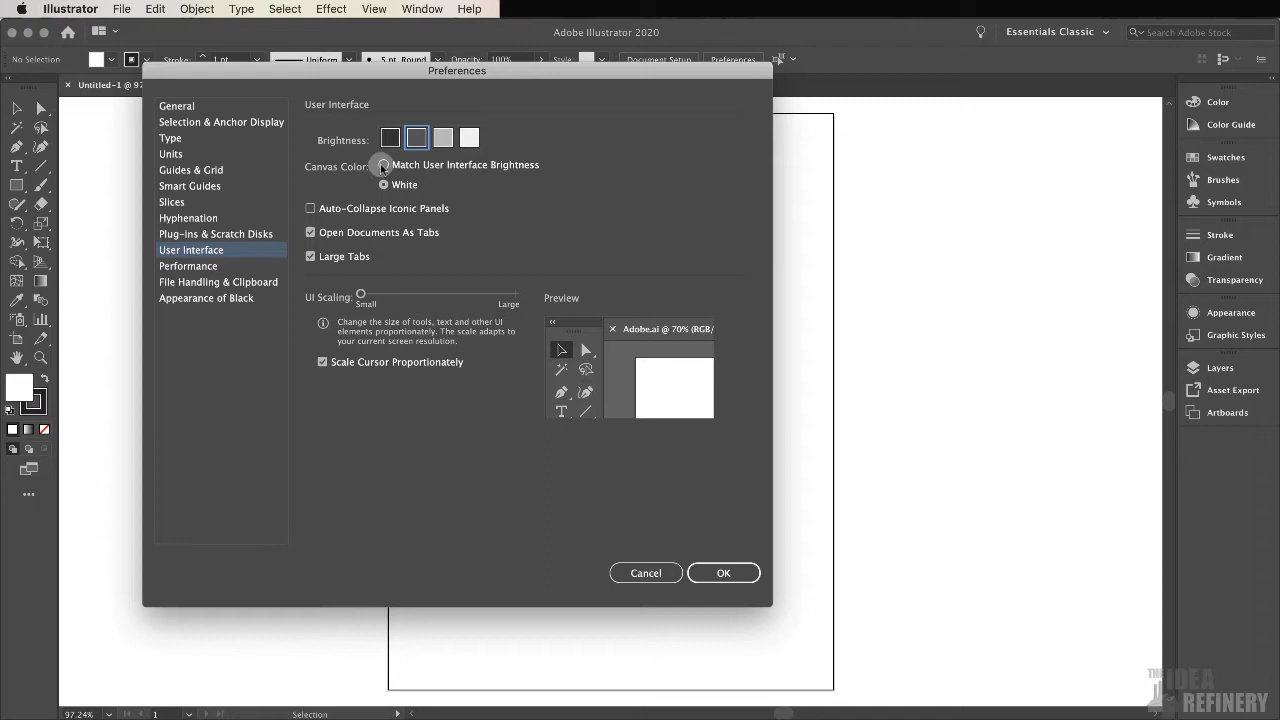 Illustrator File Edit Object Type Select Effect View Window Help
Adobe Illustrator 2020
Essentials Classic
Search Adobe Stock
No Selection
Stroke:
1 pt
Uniform
5 pt. Round
Opacity:
100%
Style:
Document Setup
Preferences
Untitled-1 @ 97
Preferences
General
Selection & Anchor Display
Type
Units
Guides & Grid
Smart Guides
Slices
Hyphenation
Plug-ins & Scratch Disks
User Interface
Performance
File Handling & Clipboard
Appearance of Black
User Interface
Brightness:
Canvas Color:
Match User Interface Brightness
White
Auto-Collapse Iconic Panels
Open Documents As Tabs
Large Tabs
UI Scaling:
Small
Large
Change the size of tools, text and other UI
elements proportionately. The scale adapts to
your current screen resolution.
Scale Cursor Proportionately
Preview
Adobe.ai @ 70% (RGB/
Cancel
OK
Color
Color Guide
Swatches
Brushes
Symbols
Stroke
Gradient
Transparency
Appearance
Graphic Styles
Layers
Asset Export
Artboards
97.24%
1
Selection
THE
IDEA
REFINERY